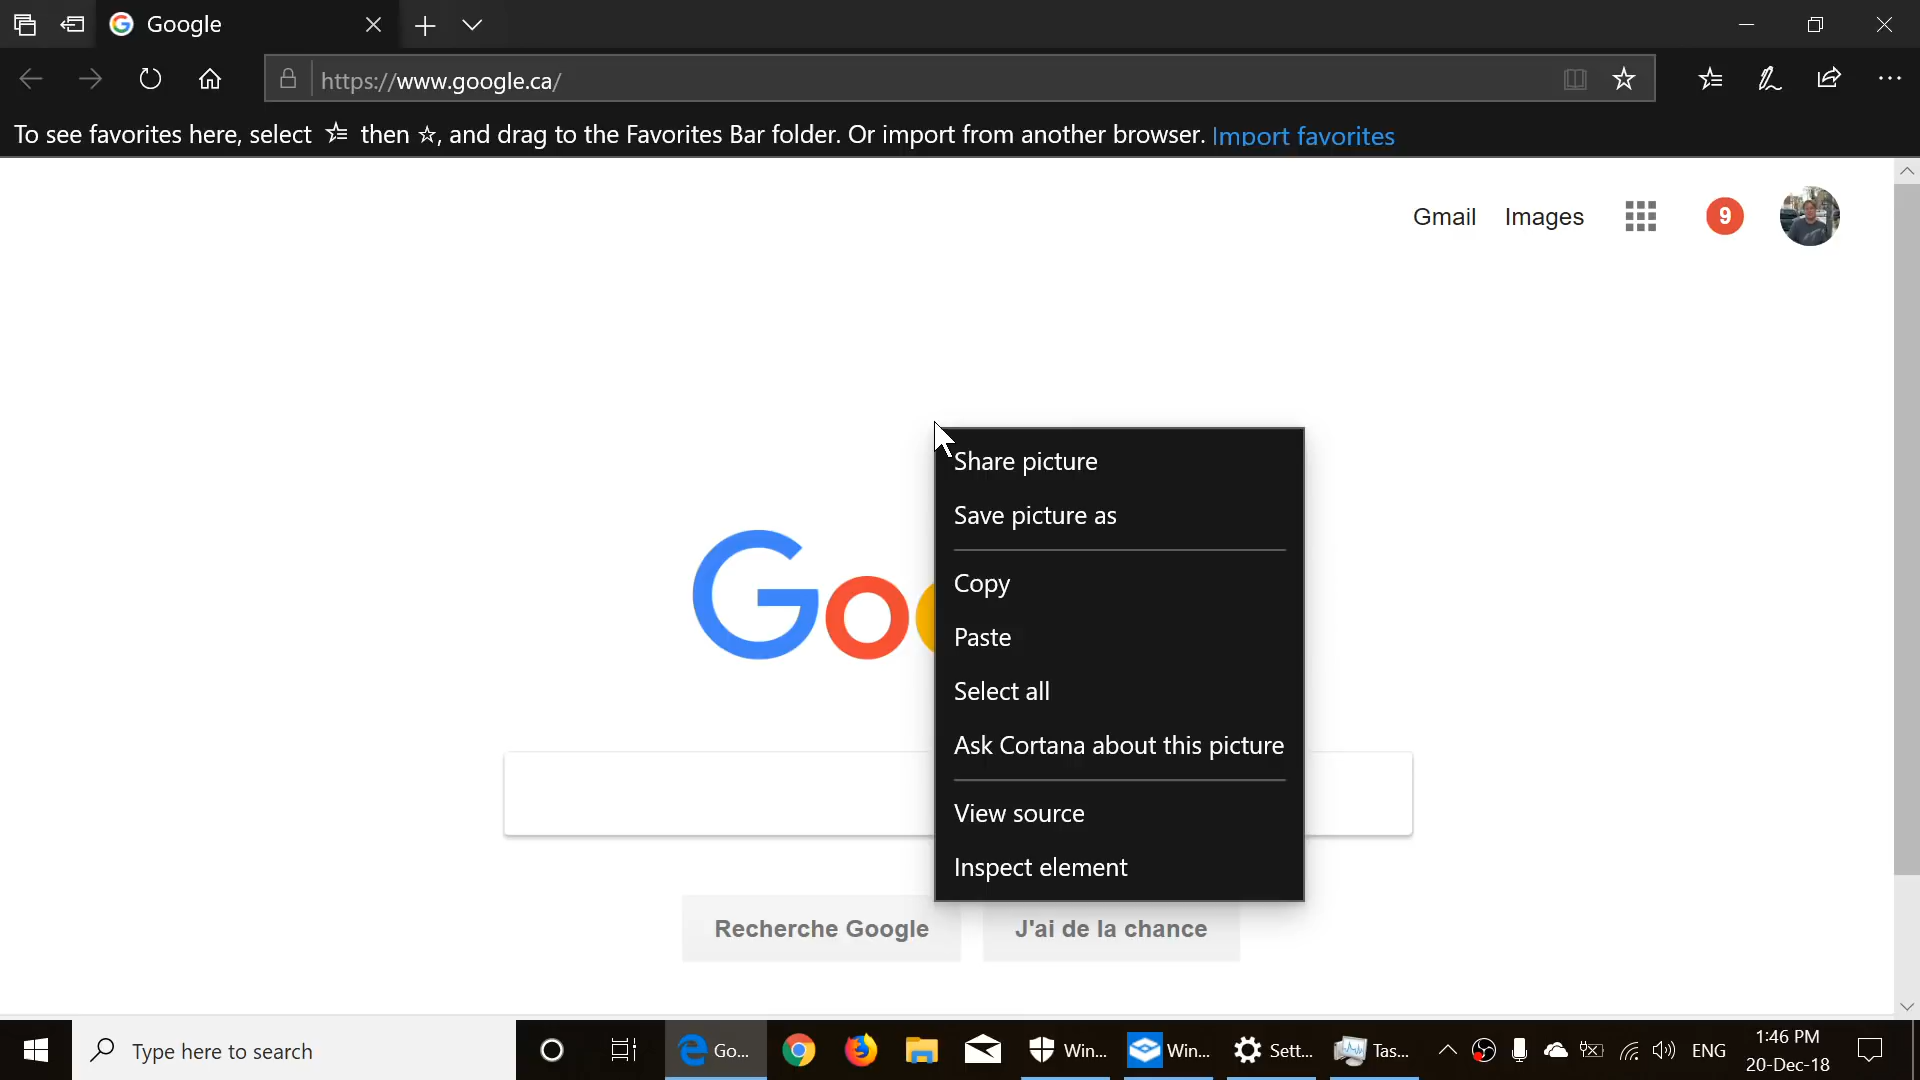 Google
https://www.google.ca/
To see favorites here, select then , and drag to the Favorites Bar folder. Or import from another browser. Import favorites
Gmail Images 9
Goo
Share picture
Save picture as
Copy
Paste
Select all
Ask Cortana about this picture
View source
Inspect element
Recherche Google J'ai de la chance
Type here to search Go... Win... Win... Sett... Tas... ENG 1:46 PM
20-Dec-18